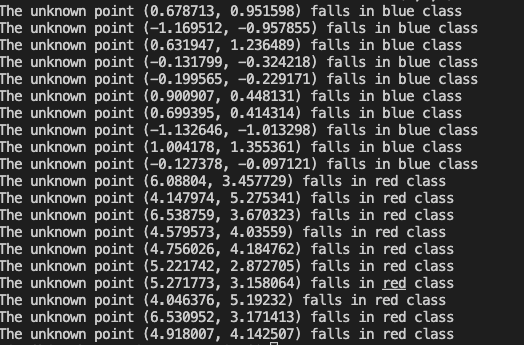 The unknown point (0.678713, 0.951598) falls in blue class
The unknown point (-1.169512, -0.957855) falls in blue class
The unknown point (0.631947, 1.236489) falls in blue class
The unknown point (-0.131799, -0.324218) falls in blue class
The unknown point (-0.199565, -0.229171) falls in blue class
The unknown point (0.900907, 0.448131) falls in blue class
The unknown point (0.699395, 0.414314) falls in blue class
The unknown point (-1.132646, -1.013298) falls in blue class
The unknown point (1.004178, 1.355361) falls in blue class
The unknown point (-0.127378, -0.097121) falls in blue class
The unknown point (6.08804, 3.457729) falls in red class
The unknown point (4.147974, 5.275341) falls in red class
The unknown point (6.538759, 3.670323) falls in red class
The unknown point (4.579573, 4.03559) falls in red class
The unknown point (4.756026, 4.184762) falls in red class
The unknown point (5.221742, 2.872705) falls in red class
The unknown point (5.271773, 3.158064) falls in red class
The unknown point (4.046376, 5.19232) falls in red class
The unknown point (6.530952, 3.171413) falls in red class
The unknown point (4.918007, 4.142507) falls in red class